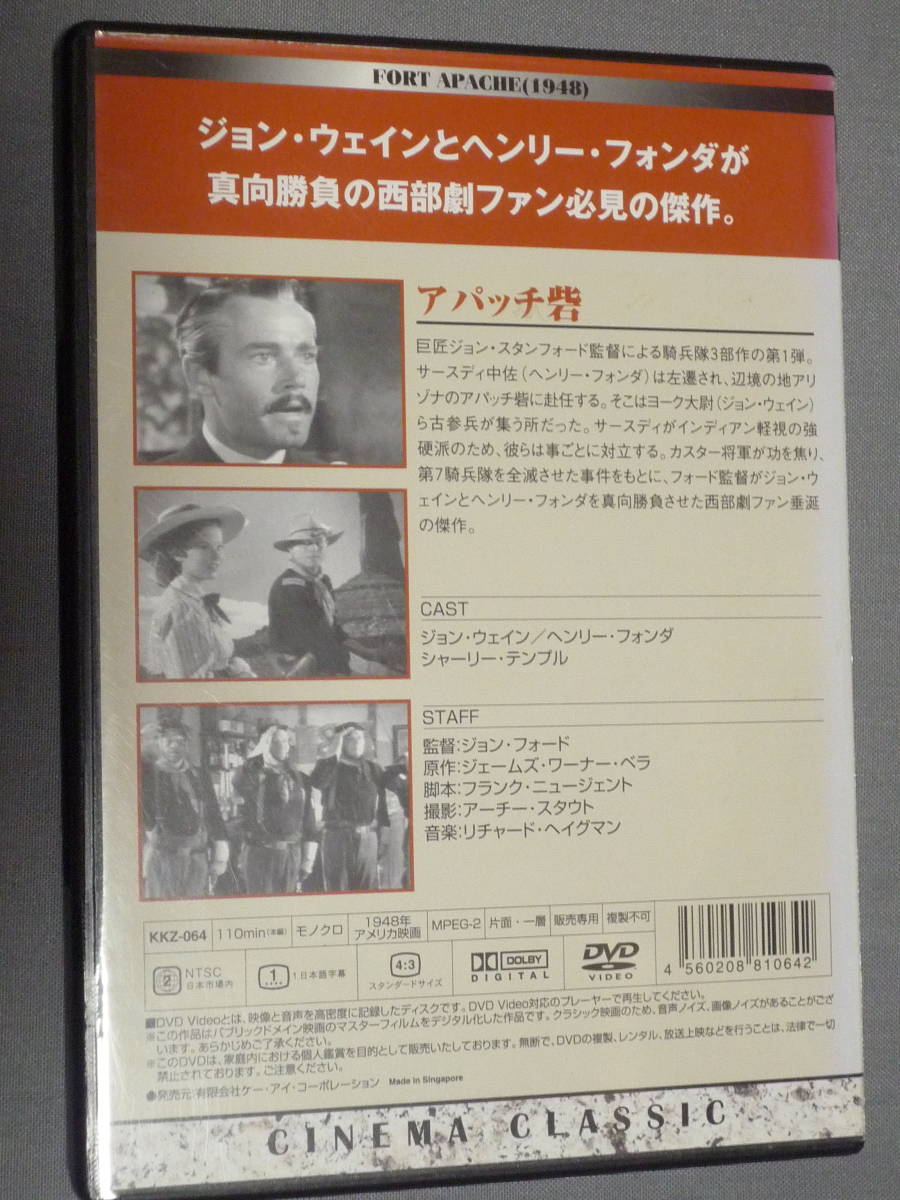 FORT APACHE(1948)
ジョン・ウェインとヘンリー・フォンダが
真向勝負の西部劇ファン必見の傑作。
アパッチ砦
巨匠ジョン・スタンフォード監督による騎兵隊3部作の第1弾。
サースディ中佐(ヘンリー・フォンダ)は左遷され、辺境の地アリ
ゾナのアパッチ砦に赴任する。そこはヨーク大尉(ジョン・ウェイン)
ら古参兵が集う所だった。サースディがインディアン軽視の強
硬派のため、彼らは事ごとに対立する。カスター将軍が功を焦り、
第7騎兵隊を全滅させた事件をもとに、フォード監督がジョン・ウ
ェインとヘンリー・フォンダを真向勝負させた西部劇ファン垂涎
の傑作。
CAST
ジョン・ウェイン/ヘンリー・フォンダ
シャーリー・テンプル
STAFF
監督:ジョン・フォード
原作:ジェームズ・ワーナー・ベラ
脚本:フランク・ニュージェント
撮影:アーチー・スタウト
音楽:リチャード・ヘイグマン
KKZ-064 110min(本編) モノクロ 1948年 アメリカ映画 MPEG-2 片面・一層 販売専用 複製不可
2 NTSC 日本市場内 1 1日本語字幕 4:3 スタンダードサイズ DOLBY DIGITAL DVD VIDEO
4 560208 810642
■DVD Videoとは、映像と音声を高密度に記録したディスクです。DVD Video対応のプレーヤーで再生してください。
※この作品はパブリックドメイン映画のマスターフィルムをデジタル化した作品です。クラシック映画のため、音声ノイズ、画像ノイズがあることがござ
います。あらかじめご了承ください。
※このDVDは、家庭内における個人鑑賞を目的として販売いたしております。無断で、DVDの複製、レンタル、放送上映などを行うことは、法律で一切
禁止されております。ご注意ください。
●発売元:有限会社ケー・アイ・コーポレーション Made in Singapore
CINEMA CLASSIC